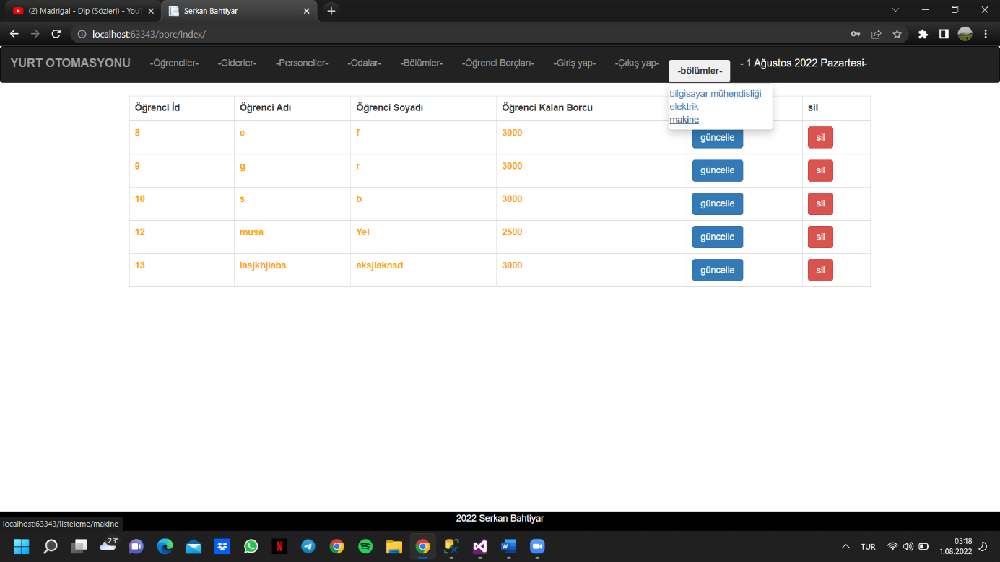 (2) Madrigal - Dip (Sözleri) - You
Serkan Bahtiyar
localhost:63343/borc/Index/
YURT OTOMASYONU -Öğrenciler- -Giderler- -Personeller- -Odalar- -Bölümler- -Öğrenci Borçları- -Giriş yap- -Çıkış yap- -bölümler- - 1 Ağustos 2022 Pazartesi-
bilgisayar mühendisliği
elektrik
makine
Öğrenci İd Öğrenci Adı Öğrenci Soyadı Öğrenci Kalan Borcu sil
8 e f 3000 güncelle sil
9 g r 3000 güncelle sil
10 s b 3000 güncelle sil
12 musa Yel 2500 güncelle sil
13 lasjkhjlabs aksjlaknsd 3000 güncelle sil
2022 Serkan Bahtiyar
localhost:63343/listeleme/makine
23°
TUR
03:18
1.08.2022